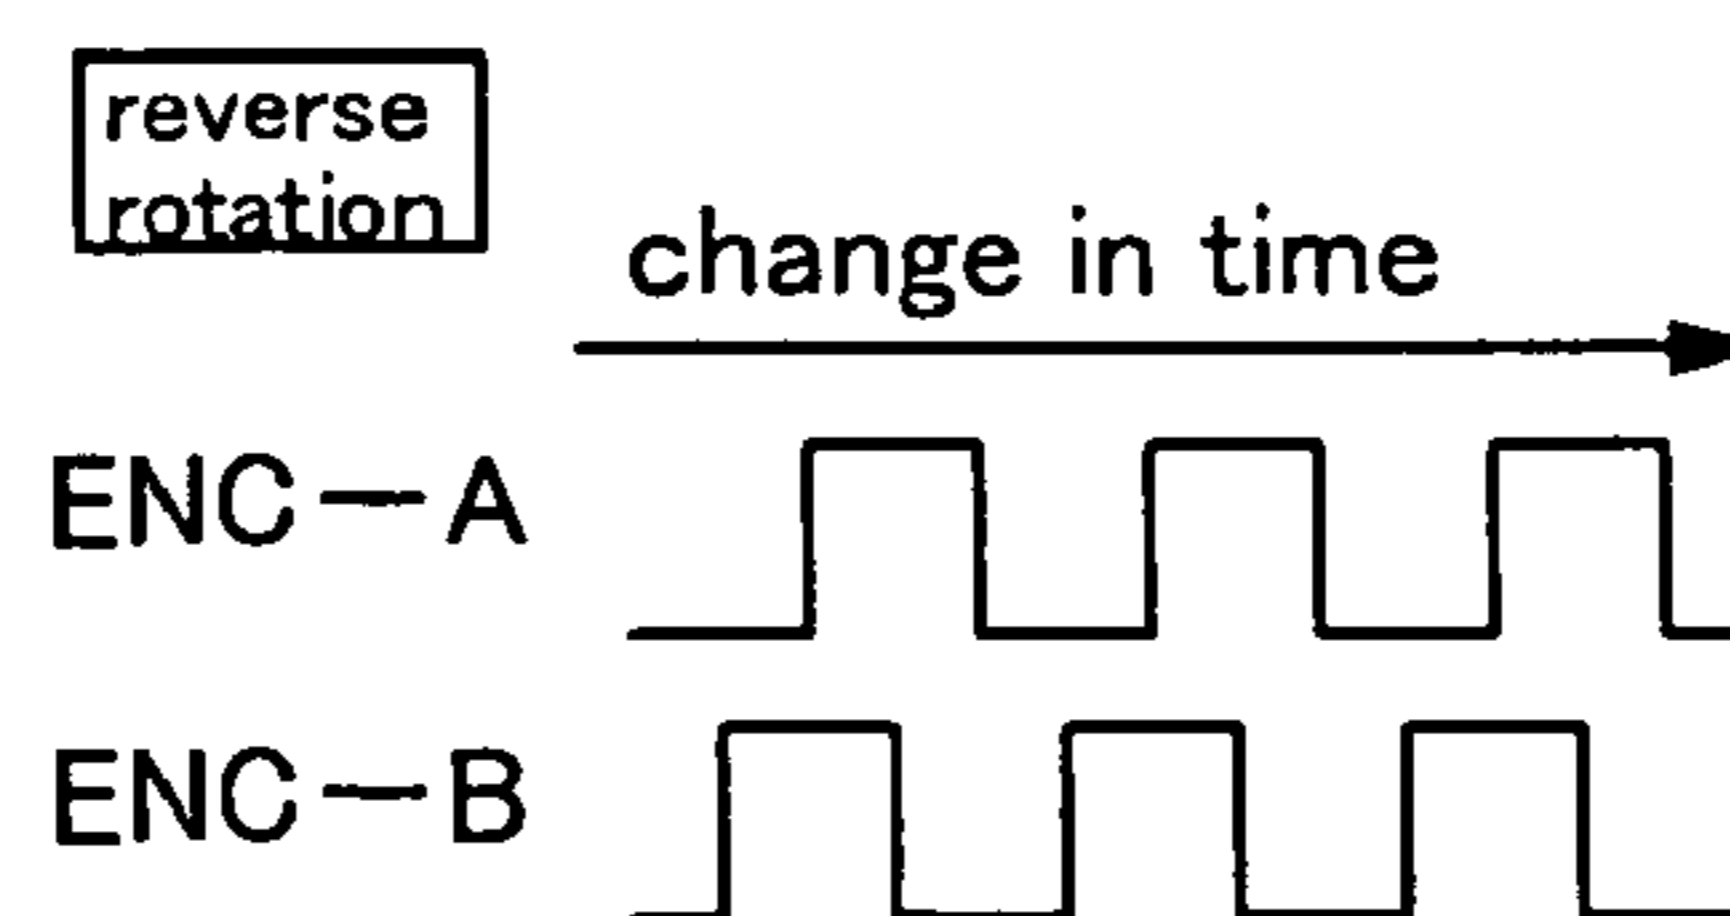 reverse
rotation
change in time
ENC—A
ENC—B